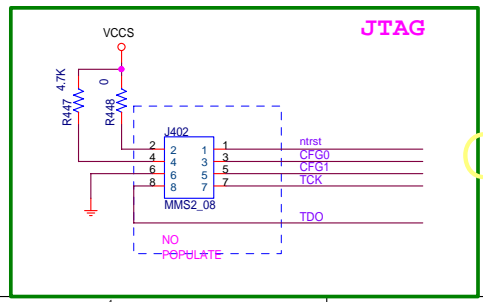 JTAG
VCCS
4.7K
R447
0
R448
J402
2 2 1 1 ntrst
4 4 3 3 CFG0
6 6 5 5 CFG1
8 8 7 7 TCK
MMS2_08
TDO
NO
POPULATE